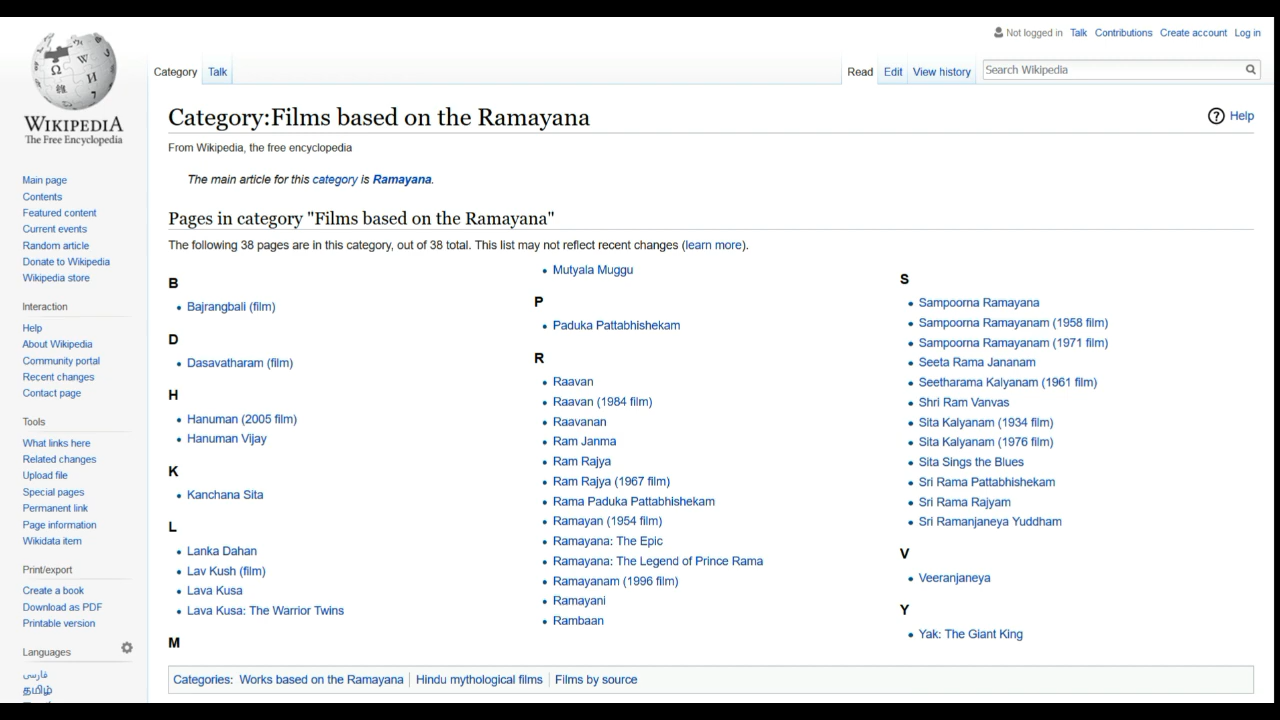 Not logged in Talk Contributions Create account Log in
Category Talk Read Edit View history Search Wikipedia
WIKIPEDIA
The Free Encyclopedia
Main page
Contents
Featured content
Current events
Random article
Donate to Wikipedia
Wikipedia store
Interaction
Help
About Wikipedia
Community portal
Recent changes
Contact page
Tools
What links here
Related changes
Upload file
Special pages
Permanent link
Page information
Wikidata item
Print/export
Create a book
Download as PDF
Printable version
Languages
فارسی
தமிழ்
Category:Films based on the Ramayana
Help
From Wikipedia, the free encyclopedia
The main article for this category is Ramayana.
Pages in category "Films based on the Ramayana"
The following 38 pages are in this category, out of 38 total. This list may not reflect recent changes (learn more).
B
Bajrangbali (film)
D
Dasavatharam (film)
H
Hanuman (2005 film)
Hanuman Vijay
K
Kanchana Sita
L
Lanka Dahan
Lav Kush (film)
Lava Kusa
Lava Kusa: The Warrior Twins
M
Mutyala Muggu
P
Paduka Pattabhishekam
R
Raavan
Raavan (1984 film)
Raavanan
Ram Janma
Ram Rajya
Ram Rajya (1967 film)
Rama Paduka Pattabhishekam
Ramayan (1954 film)
Ramayana: The Epic
Ramayana: The Legend of Prince Rama
Ramayanam (1996 film)
Ramayani
Rambaan
S
Sampoorna Ramayana
Sampoorna Ramayanam (1958 film)
Sampoorna Ramayanam (1971 film)
Seeta Rama Jananam
Seetharama Kalyanam (1961 film)
Shri Ram Vanvas
Sita Kalyanam (1934 film)
Sita Kalyanam (1976 film)
Sita Sings the Blues
Sri Rama Pattabhishekam
Sri Rama Rajyam
Sri Ramanjaneya Yuddham
V
Veeranjaneya
Y
Yak: The Giant King
Categories: Works based on the Ramayana | Hindu mythological films | Films by source